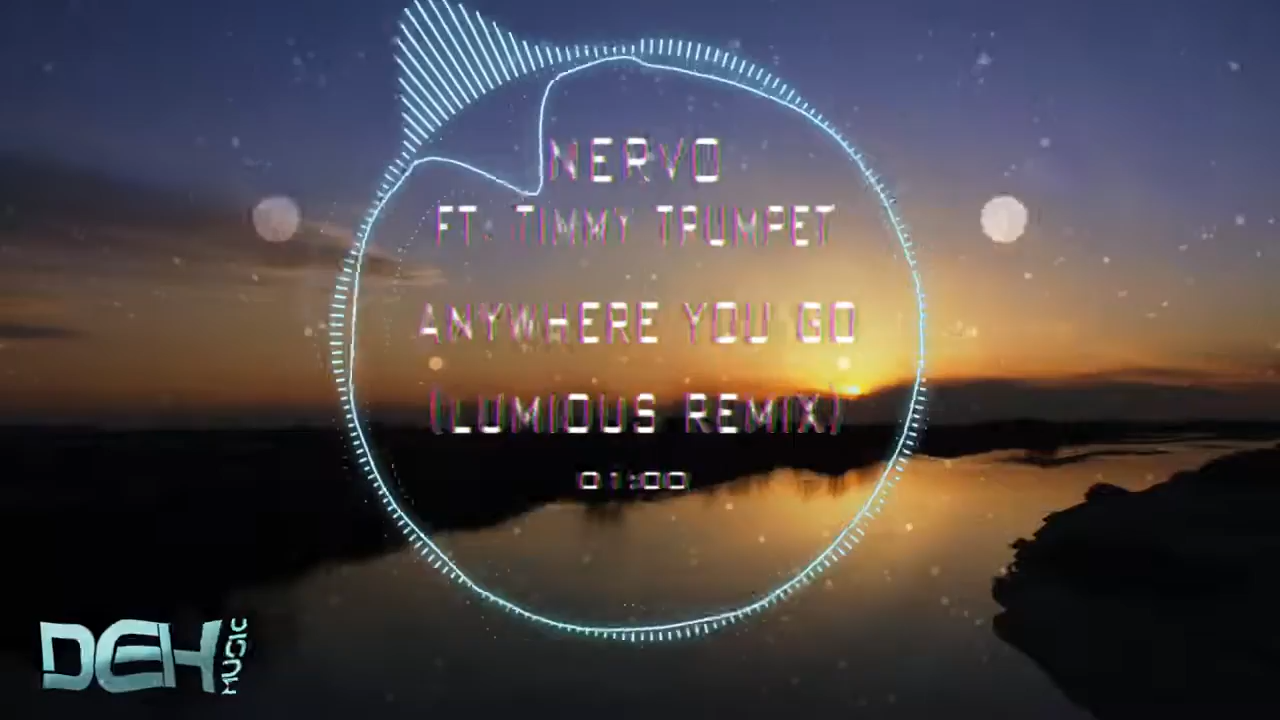 NERVO
FT. TIMMY TRUMPET
ANYWHERE YOU GO
(LUMIOUS REMIX)
01:00
DEH MUSIC